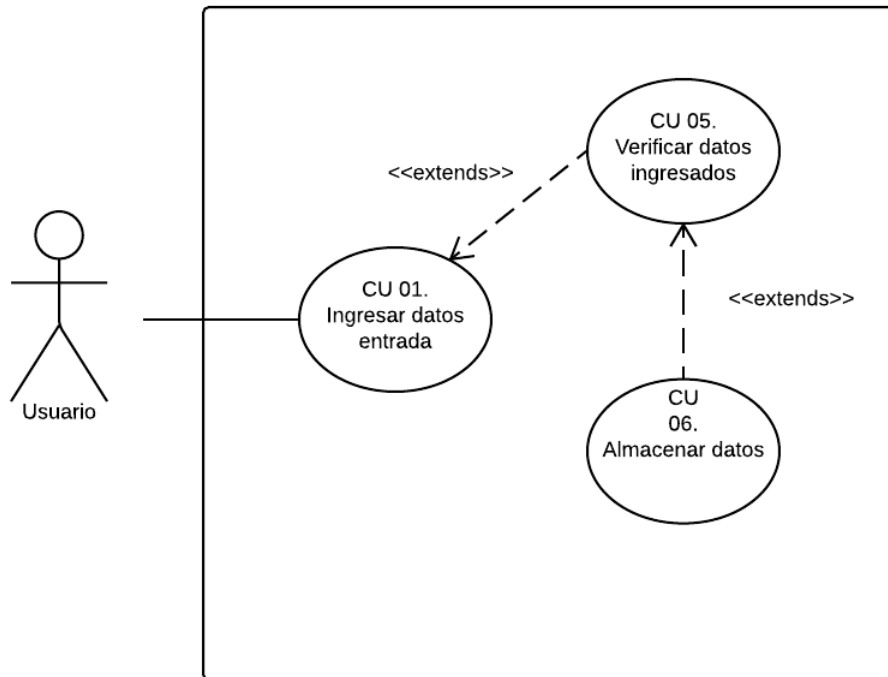 CU 05.
Verificar datos
ingresados
<<extends>>
CU 01.
Ingresar datos
entrada
<<extends>>
Usuario
CU
06.
Almacenar datos